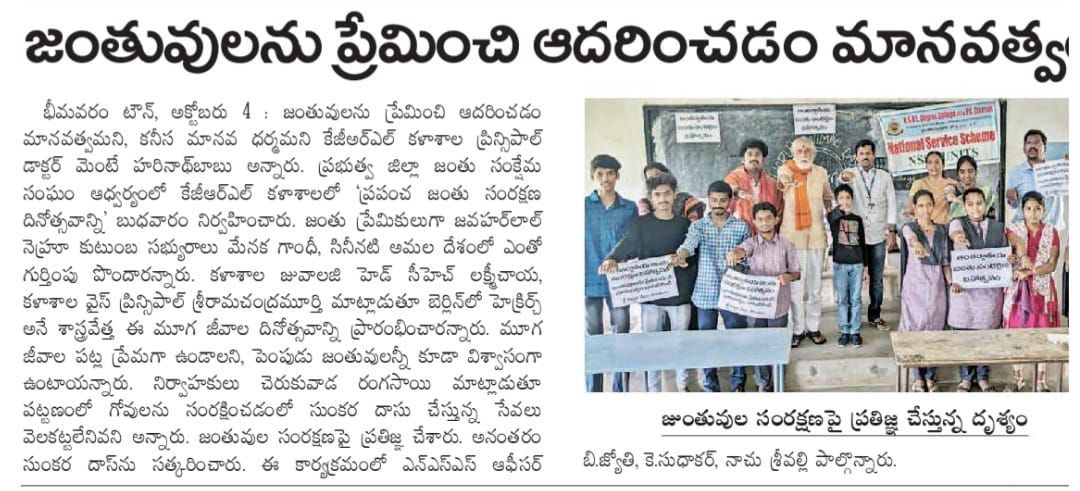 జంతువులను ప్రేమించి ఆదరించడం మానవత్వ
భీమవరం టౌన్, అక్టోబరు 4 : జంతువులను ప్రేమించి ఆదరించడం
మానవత్వమని, కనీస మానవ ధర్మమని కేజీఆర్ఎల్ కళాశాల ప్రిన్సిపాల్
డాక్టర్ మెంటే హరినాథ్‌బాబు అన్నారు. ప్రభుత్వ జిల్లా జంతు సంక్షేమ
సంఘం ఆధ్వర్యంలో కేజీఆర్ఎల్ కళాశాలలో ‘ప్రపంచ జంతు సంరక్షణ
దినోత్సవాన్ని’ బుధవారం నిర్వహించారు. జంతు ప్రేమికులుగా జవహర్‌లాల్
నెహ్రూ కుటుంబ సభ్యురాలు మేనక గాంధీ, సినీనటి అమల దేశంలో ఎంతో
గుర్తింపు పొందారన్నారు. కళాశాల జువాలజి హెడ్ సీహెచ్ లక్ష్మీచాయ,
కళాశాల వైస్ ప్రిన్సిపాల్ శ్రీరామచంద్రమూర్తి మాట్లాడుతూ బెర్లిన్‌లో హెక్రిర్చ్
అనే శాస్త్రవేత్త ఈ మూగ జీవాల దినోత్సవాన్ని ప్రారంభించారన్నారు. మూగ
జీవాల పట్ల ప్రేమగా ఉండాలని, పెంపుడు జంతువులన్నీ కూడా విశ్వాసంగా
ఉంటాయన్నారు. నిర్వాహకులు చెరుకువాడ రంగసాయి మాట్లాడుతూ
పట్టణంలో గోవులను సంరక్షించడంలో సుంకర దాసు చేస్తున్న సేవలు
వెలకట్టలేనివని అన్నారు. జంతువుల సంరక్షణపై ప్రతిజ్ఞ చేశారు. అనంతరం
సుంకర దాస్‌ను సత్కరించారు. ఈ కార్యక్రమంలో ఎన్ఎస్ఎస్ ఆఫీసర్
K.G.R.L. Degree College
National Service Scheme
NSS UNITS
అంతర్జాతీయ
జంతు సంరక్షణ
దినోత్సవం
జుంతువుల సంరక్షణపై ప్రతిజ్ఞ చేస్తున్న దృశ్యం
బి.జ్యోతి, కె.సుధాకర్, నాచు శ్రీవల్లి పాల్గొన్నారు.